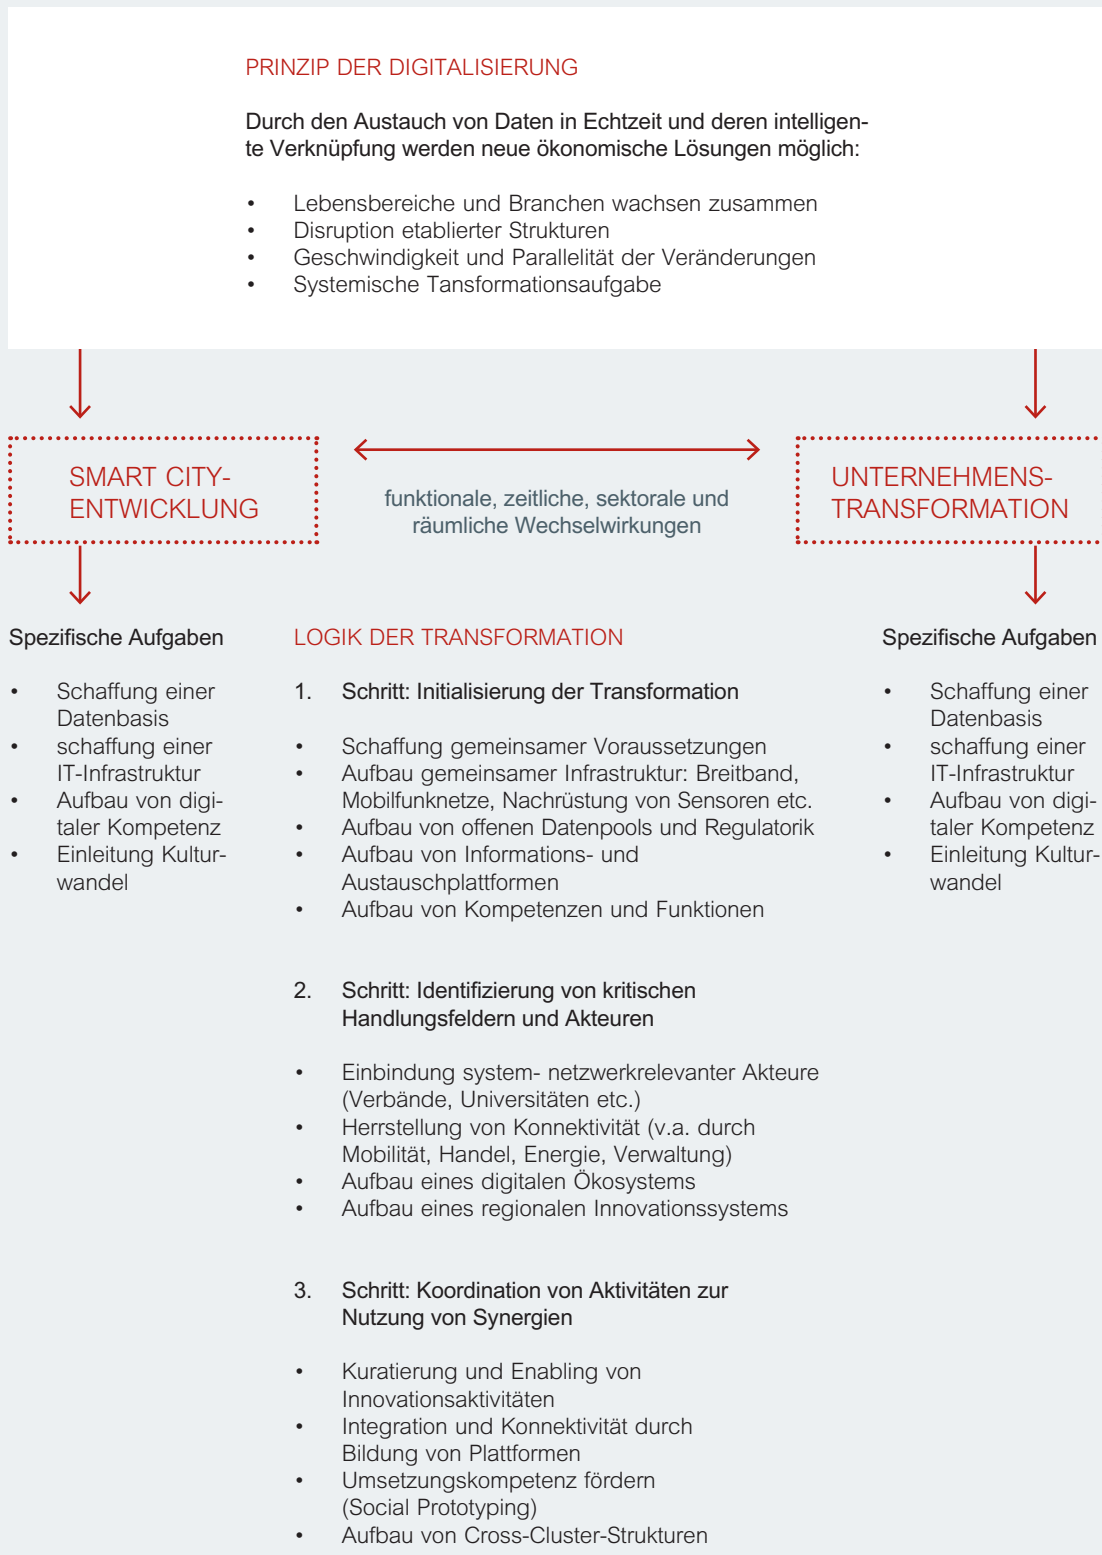 PRINZIP DER DIGITALISIERUNG
Durch den Austauch von Daten in Echtzeit und deren intelligen-
te Verknüpfung werden neue ökonomische Lösungen möglich:
• Lebensbereiche und Branchen wachsen zusammen
• Disruption etablierter Strukturen
• Geschwindigkeit und Parallelität der Veränderungen
• Systemische Tansformationsaufgabe
SMART CITY-
ENTWICKLUNG
funktionale, zeitliche, sektorale und
räumliche Wechselwirkungen
UNTERNEHMENS-
TRANSFORMATION
Spezifische Aufgaben
• Schaffung einer
Datenbasis
• schaffung einer
IT-Infrastruktur
• Aufbau von digi-
taler Kompetenz
• Einleitung Kultur-
wandel
LOGIK DER TRANSFORMATION
1. Schritt: Initialisierung der Transformation
• Schaffung gemeinsamer Voraussetzungen
• Aufbau gemeinsamer Infrastruktur: Breitband,
Mobilfunknetze, Nachrüstung von Sensoren etc.
• Aufbau von offenen Datenpools und Regulatorik
• Aufbau von Informations- und
Austauschplattformen
• Aufbau von Kompetenzen und Funktionen
2. Schritt: Identifizierung von kritischen
Handlungsfeldern und Akteuren
• Einbindung system- netzwerkrelevanter Akteure
(Verbände, Universitäten etc.)
• Herrstellung von Konnektivität (v.a. durch
Mobilität, Handel, Energie, Verwaltung)
• Aufbau eines digitalen Ökosystems
• Aufbau eines regionalen Innovationssystems
3. Schritt: Koordination von Aktivitäten zur
Nutzung von Synergien
• Kuratierung und Enabling von
Innovationsaktivitäten
• Integration und Konnektivität durch
Bildung von Plattformen
• Umsetzungskompetenz fördern
(Social Prototyping)
• Aufbau von Cross-Cluster-Strukturen
Spezifische Aufgaben
• Schaffung einer
Datenbasis
• schaffung einer
IT-Infrastruktur
• Aufbau von digi-
taler Kompetenz
• Einleitung Kultur-
wandel